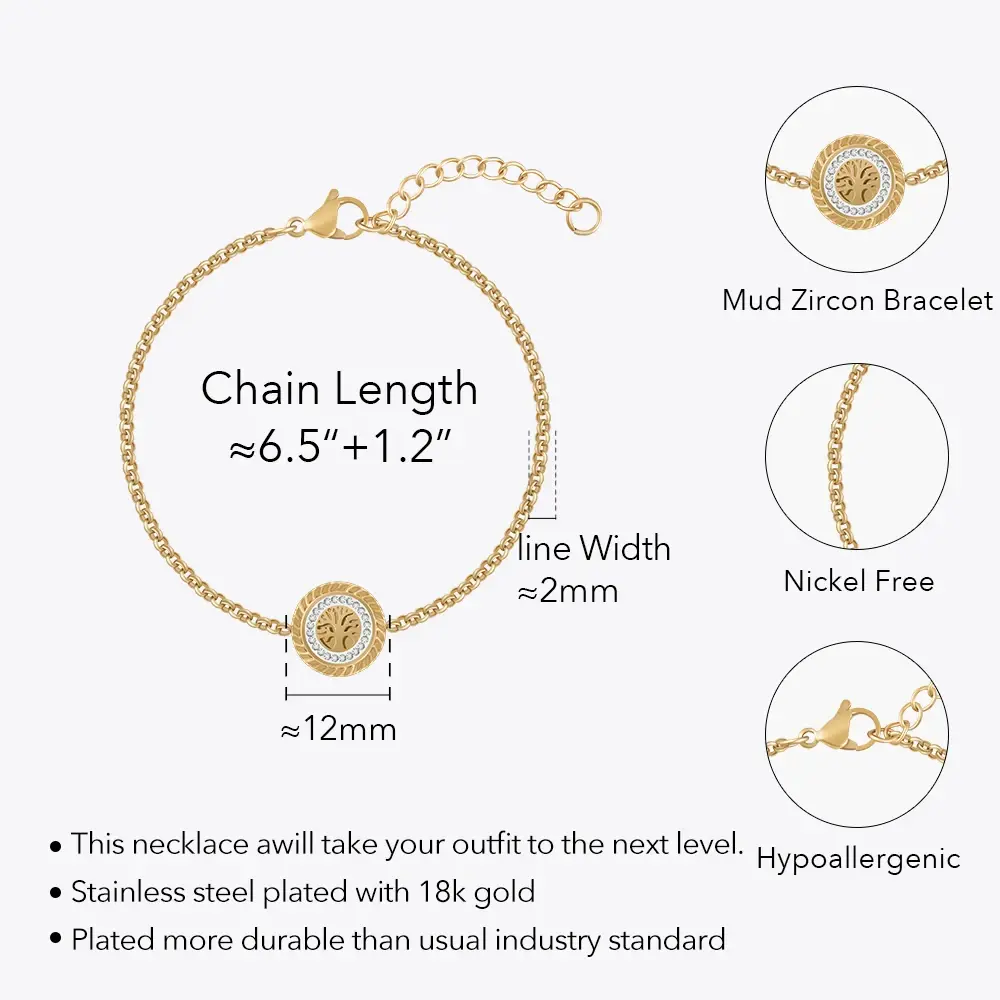 Chain Length
≈6.5“+1.2”
line Width
≈2mm
≈12mm
Mud Zircon Bracelet
Nickel Free
Hypoallergenic
• This necklace awill take your outfit to the next level.
• Stainless steel plated with 18k gold
• Plated more durable than usual industry standard